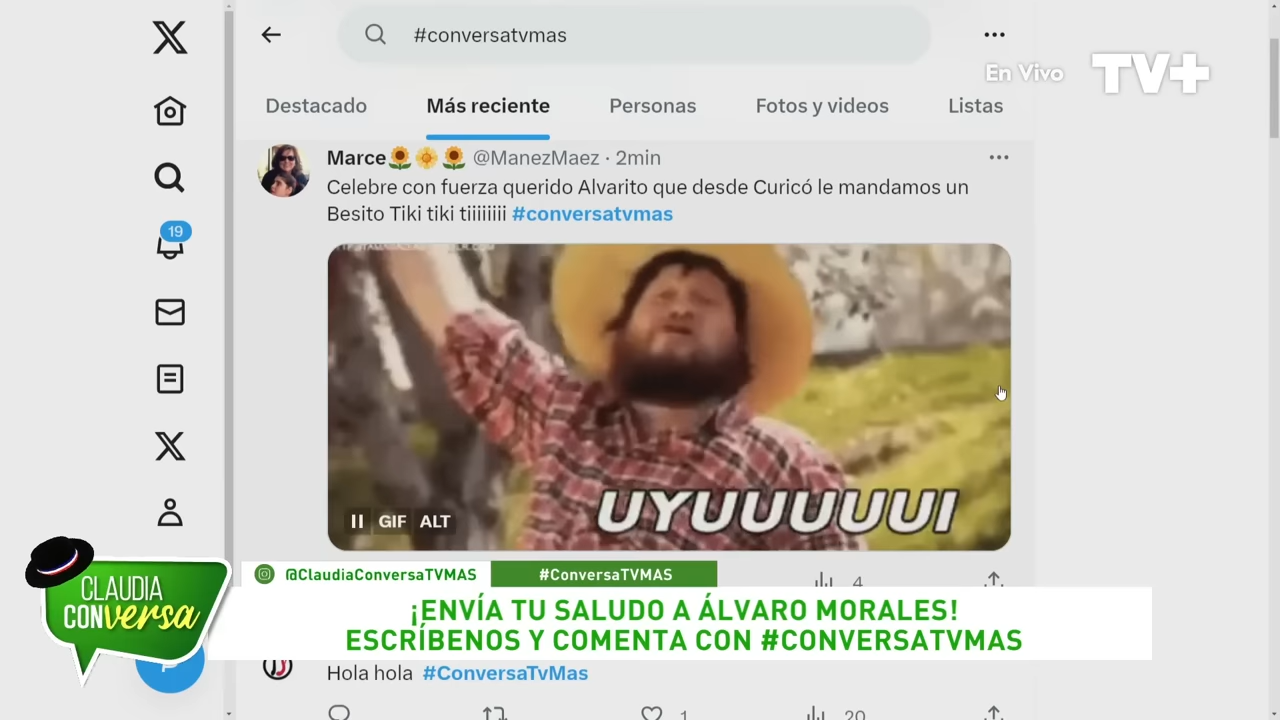 #conversatvmas
En Vivo
TV+
Destacado
Más reciente
Personas
Fotos y videos
Listas
Marce @ManezMaez · 2min
Celebre con fuerza querido Alvarito que desde Curicó le mandamos un
Besito Tiki tiki tiiiiiiii #conversatvmas
19
UYUUUUUUI
GIF ALT
@ClaudiaConversaTVMAS
#ConversaTVMAS
4
CLAUDIA
CONversa
¡ENVÍA TU SALUDO A ÁLVARO MORALES!
ESCRÍBENOS Y COMENTA CON #CONVERSATVMAS
Hola hola #ConversaTvMas
1
20